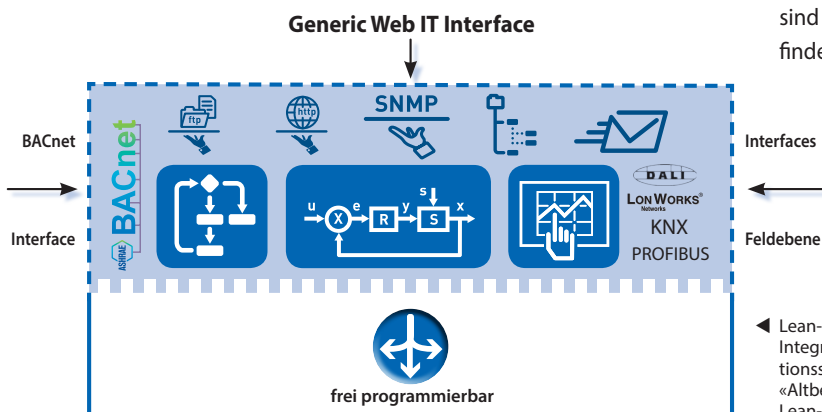 sind
finde
Generic Web IT Interface
BACnet
Interface
ASHRAE BACnet
ftp
http
SNMP
u
e
R
y
s
S
x
X
DALI
LONWORKS®
Networks
KNX
PROFIBUS
Interfaces
Feldebene
frei programmierbar
◀ Lean-
Integr
tionss
«Altbe
Lean-